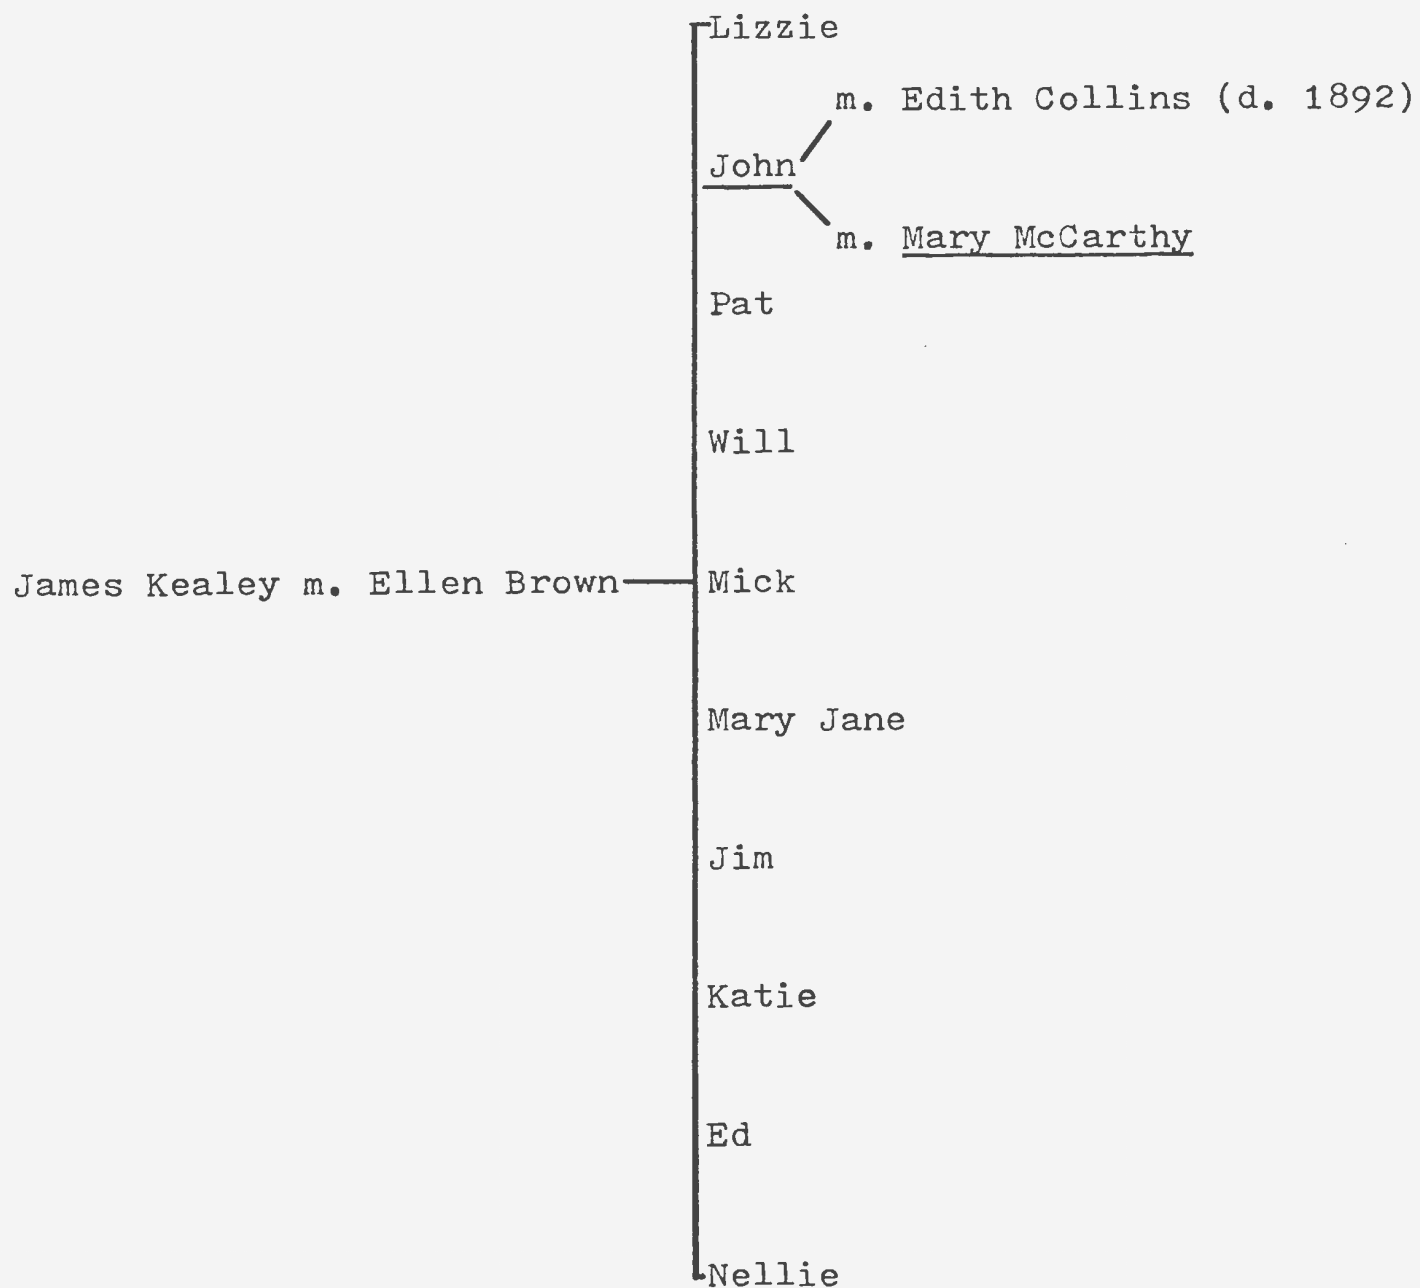 Lizzie
m. Edith Collins (d. 1892)
John
m. Mary McCarthy
Pat
Will
James Kealey m. Ellen Brown Mick
Mary Jane
Jim
Katie
Ed
Nellie